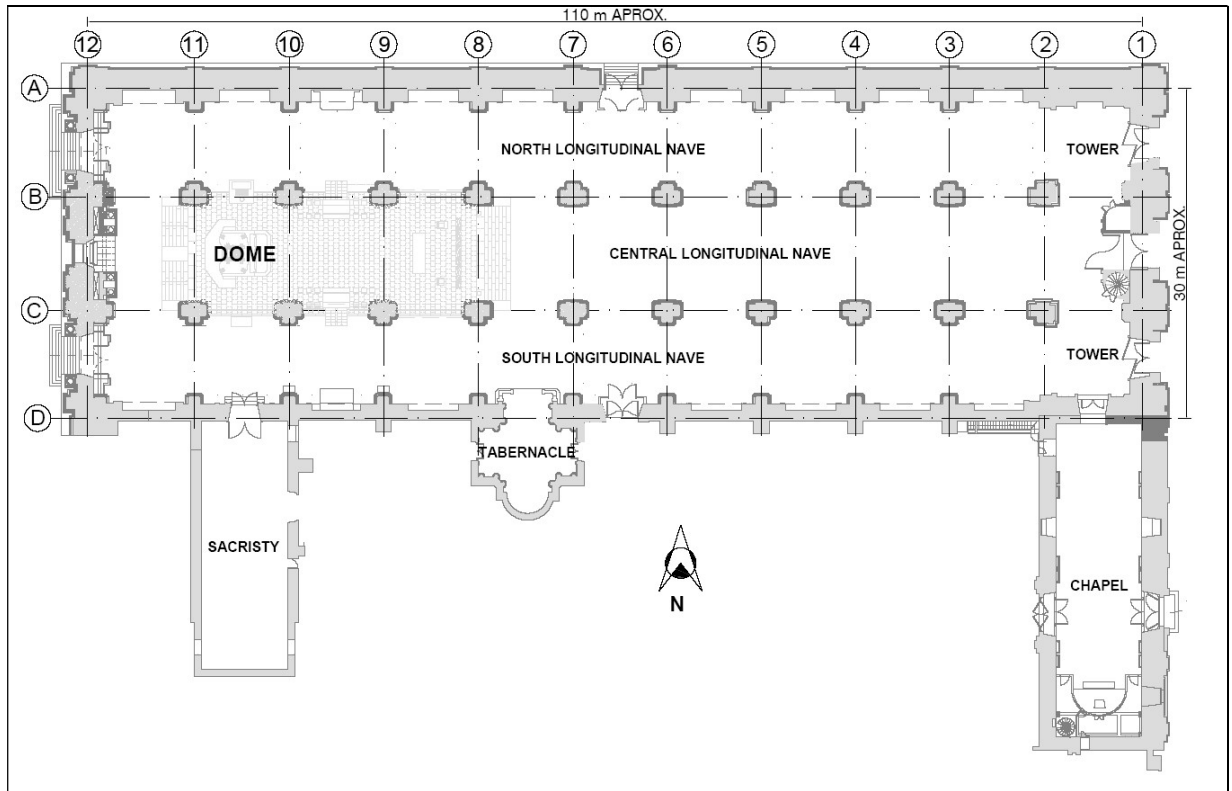 110 m APROX.
12 11 10 9 8 7 6 5 4 3 2 1
A
NORTH LONGITUDINAL NAVE TOWER
B
DOME CENTRAL LONGITUDINAL NAVE
30 m APROX.
C
SOUTH LONGITUDINAL NAVE TOWER
D
TABERNACLE
SACRISTY
CHAPEL
N